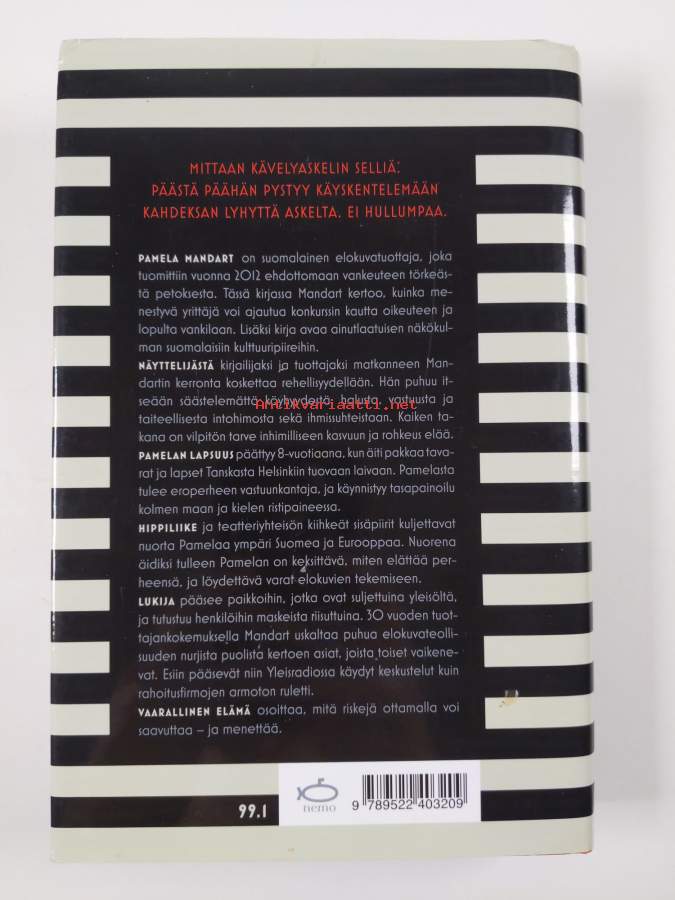 MITTAAN KÄVELYASKELIN SELLIÄ:
PÄÄSTÄ PÄÄHÄN PYSTYY KÄYSKENTELEMÄÄN
KAHDEKSAN LYHYTTÄ ASKELTA, EI HULLUMPAA.
PAMELA MANDART on suomalainen elokuvatuottaja, joka
tuomittiin vuonna 2012 ehdottomaan vankeuteen törkeäs-
tä petoksesta. Tässä kirjassa Mandart kertoo, kuinka me-
nestyvä yrittäjä voi ajautua konkurssin kautta oikeuteen ja
lopulta vankilaan. Lisäksi kirja avaa ainutlaatuisen näkökul-
man suomalaisiin kulttuuripiireihin.
NÄYTTELIJÄSTÄ kirjailijaksi ja tuottajaksi matkanneen Man-
dartin kerronta koskettaa rehellisyydellään. Hän puhuu it-
seään säästelemättä köyhyydestä, halusta, vastuusta ja
Antikvariaatti.net
taiteellisesta intohimosta sekä ihmissuhteistaan. Kaiken ta-
kana on vilpitön tarve inhimilliseen kasvuun ja rohkeus elää.
PAMELAN LAPSUUS päättyy 8-vuotiaana, kun äiti pakkaa tava-
rat ja lapset Tanskasta Helsinkiin tuovaan laivaan. Pamelasta
tulee eroperheen vastuunkantaja, ja käynnistyy tasapainoilu
kolmen maan ja kielen ristipaineessa.
HIPPILIIKE ja teatteriyhteisön kiihkeät sisäpiirit kuljettavat
nuorta Pamelaa ympäri Suomea ja Eurooppaa. Nuorena
äidiksi tulleen Pamelan on keksittävä, miten elättää per-
heensä, ja löydettävä varat elokuvien tekemiseen.
LUKIJA pääsee paikkoihin, jotka ovat suljettuina yleisöltä,
ja tutustuu henkilöihin maskeista riisuttuina. 30 vuoden tuot-
tajankokemuksella Mandart uskaltaa puhua elokuvateolli-
suuden nurjista puolista kertoen asiat, joista toiset vaikene-
vat. Esiin pääsevät niin Yleisradiossa käydyt keskustelut kuin
rahoitusfirmojen armoton ruletti.
VAARALLINEN ELÄMÄ osoittaa, mitä riskejä ottamalla voi
saavuttaa – ja menettää.
99.1
nemo
9 789522 403209